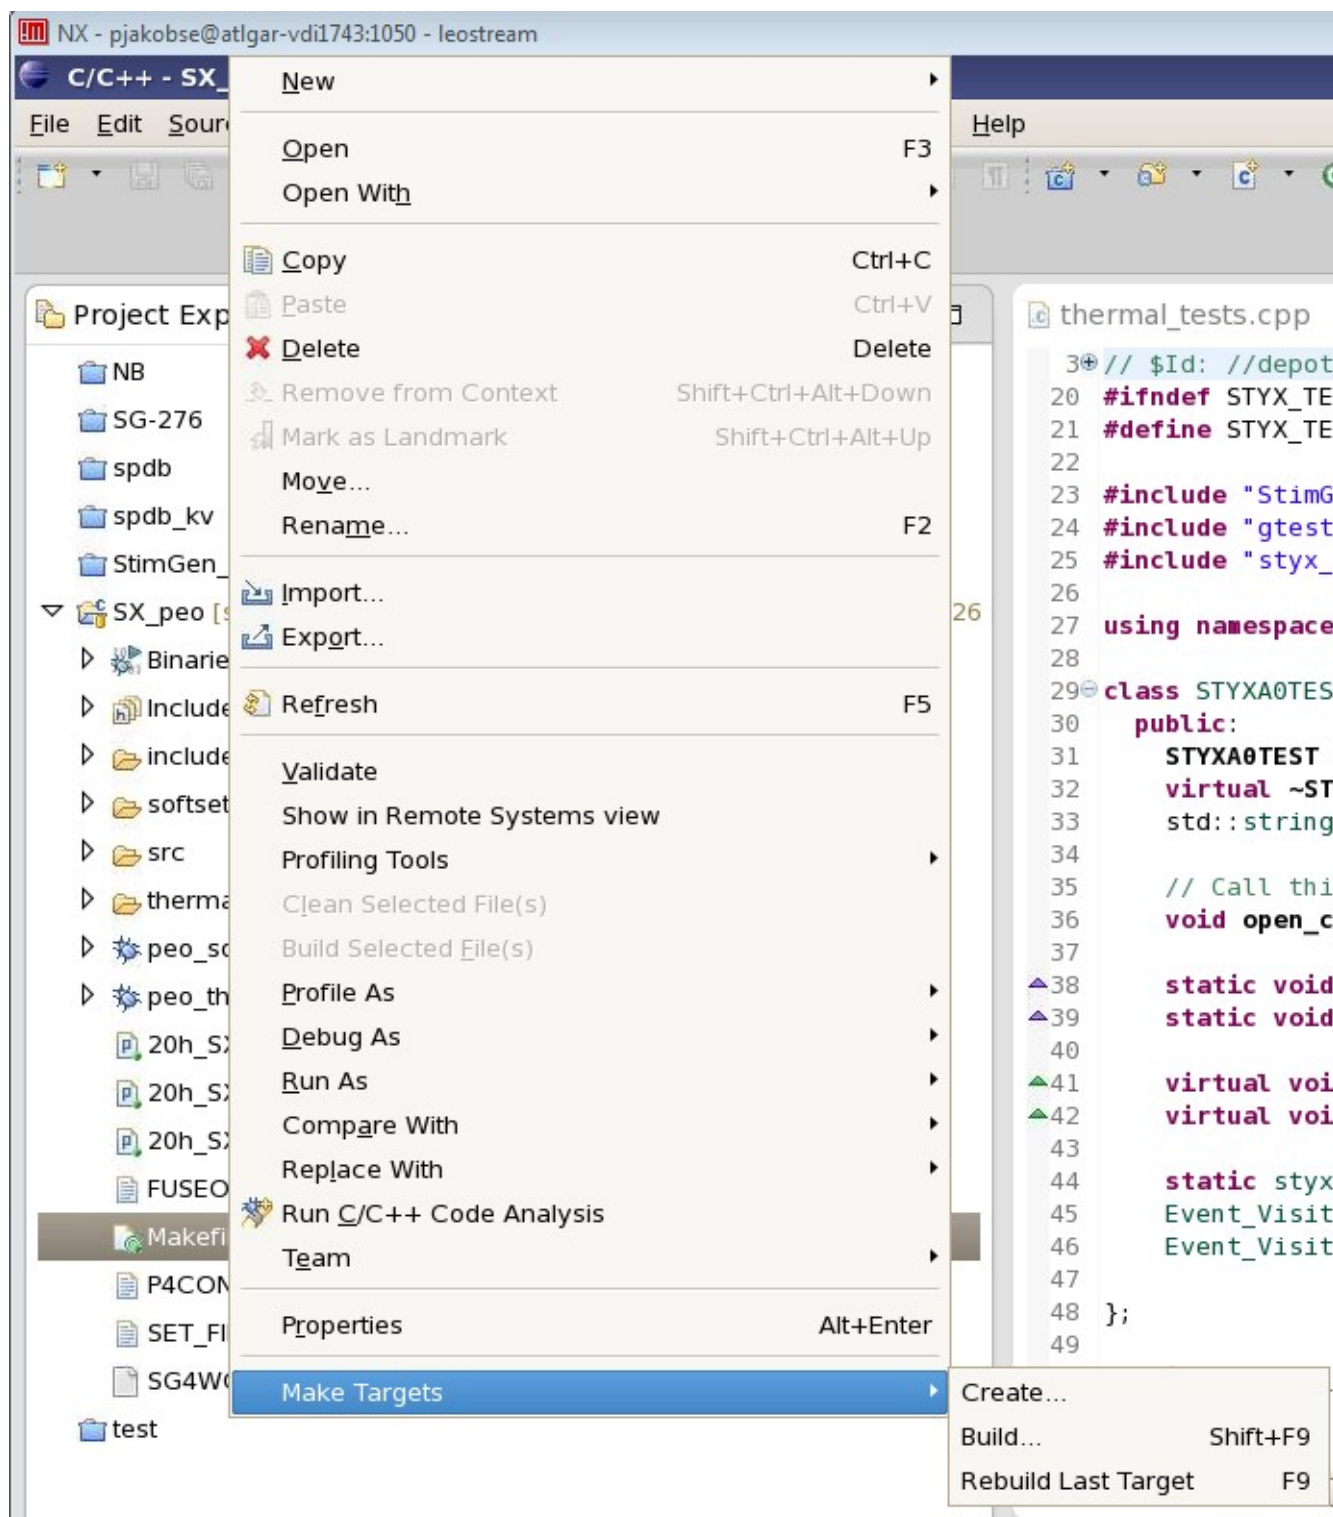 NX - pjakobse@atlgar-vdi1743:1050 - leostream
C/C++ - SX_
File Edit Sour Help
Project Exp
NB
SG-276
spdb
spdb_kv
StimGen_
SX_peo [s 26
Binarie
Include
include
softset
src
therma
peo_sc
peo_th
20h_SX
20h_SX
20h_SX
FUSEO
Makefi
P4CON
SET_FI
SG4WO
test
New
Open F3
Open With
Copy Ctrl+C
Paste Ctrl+V
Delete Delete
Remove from Context Shift+Ctrl+Alt+Down
Mark as Landmark Shift+Ctrl+Alt+Up
Move...
Rename... F2
Import...
Export...
Refresh F5
Validate
Show in Remote Systems view
Profiling Tools
Clean Selected File(s)
Build Selected File(s)
Profile As
Debug As
Run As
Compare With
Replace With
Run C/C++ Code Analysis
Team
Properties Alt+Enter
Make Targets
Create...
Build... Shift+F9
Rebuild Last Target F9
thermal_tests.cpp
3 // $Id: //depot
20 #ifndef STYX_TE
21 #define STYX_TE
22
23 #include "StimG
24 #include "gtest
25 #include "styx_
26
27 using namespace
28
29 class STYXA0TES
30 public:
31 STYXA0TEST
32 virtual ~ST
33 std::string
34
35 // Call thi
36 void open_c
37
38 static void
39 static void
40
41 virtual voi
42 virtual voi
43
44 static styx
45 Event_Visit
46 Event_Visit
47
48 };
49